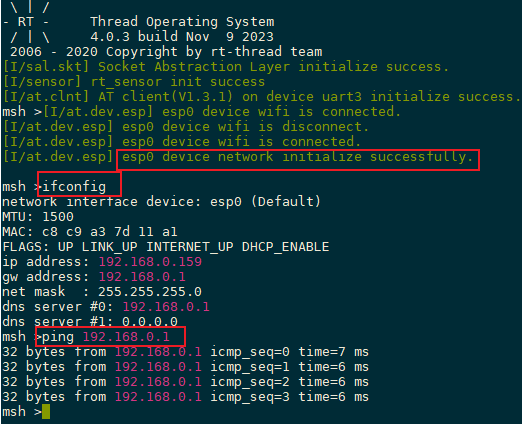 \ | /
- RT -     Thread Operating System
 / | \     4.0.3 build Nov  9 2023
 2006 - 2020 Copyright by rt-thread team
[I/sal.skt] Socket Abstraction Layer initialize success.
[I/sensor] rt_sensor init success
[I/at.clnt] AT client(V1.3.1) on device uart3 initialize success.
msh >[I/at.dev.esp] esp0 device wifi is connected.
[I/at.dev.esp] esp0 device wifi is disconnect.
[I/at.dev.esp] esp0 device wifi is connected.
[I/at.dev.esp] esp0 device network initialize successfully.
msh >ifconfig
network interface device: esp0 (Default)
MTU: 1500
MAC: c8 c9 a3 7d 11 a1
FLAGS: UP LINK_UP INTERNET_UP DHCP_ENABLE
ip address: 192.168.0.159
gw address: 192.168.0.1
net mask  : 255.255.255.0
dns server #0: 192.168.0.1
dns server #1: 0.0.0.0
msh >ping 192.168.0.1
32 bytes from 192.168.0.1 icmp_seq=0 time=7 ms
32 bytes from 192.168.0.1 icmp_seq=1 time=6 ms
32 bytes from 192.168.0.1 icmp_seq=2 time=6 ms
32 bytes from 192.168.0.1 icmp_seq=3 time=6 ms
msh >